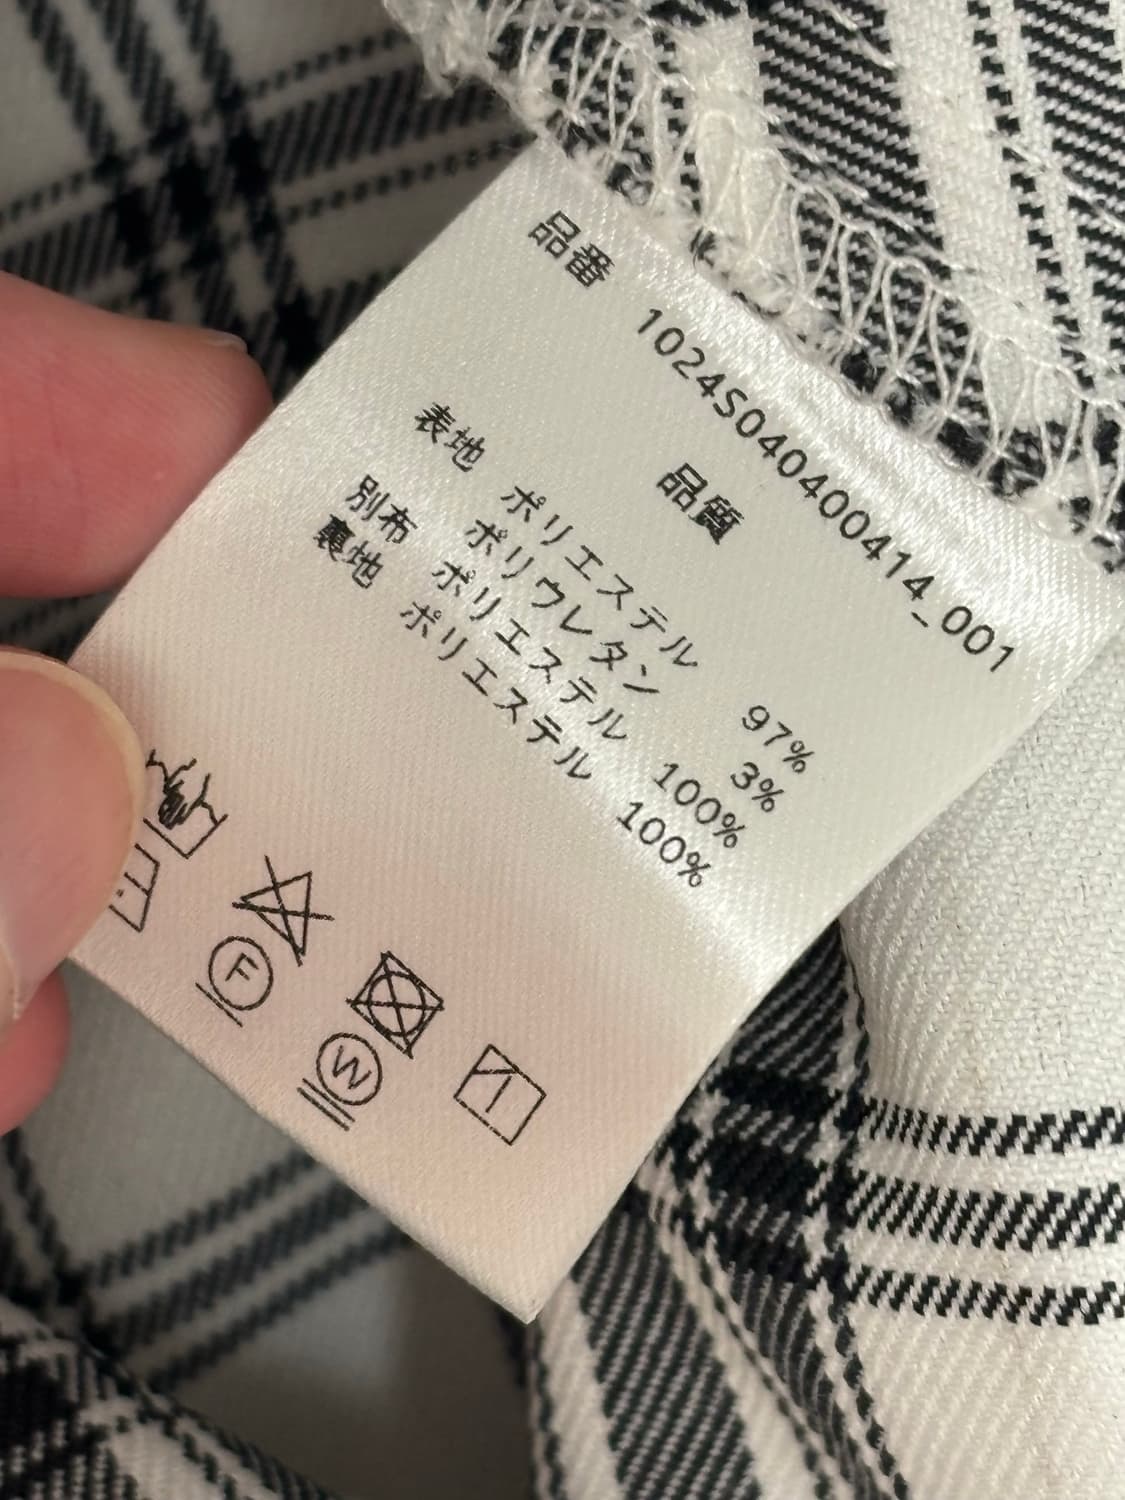 品番
1024S04040400414_001
品質
表地 ポリエステル 97%
ポリウレタン 3%
別布 ポリエステル 100%
裏地 ポリエステル 100%
F
W